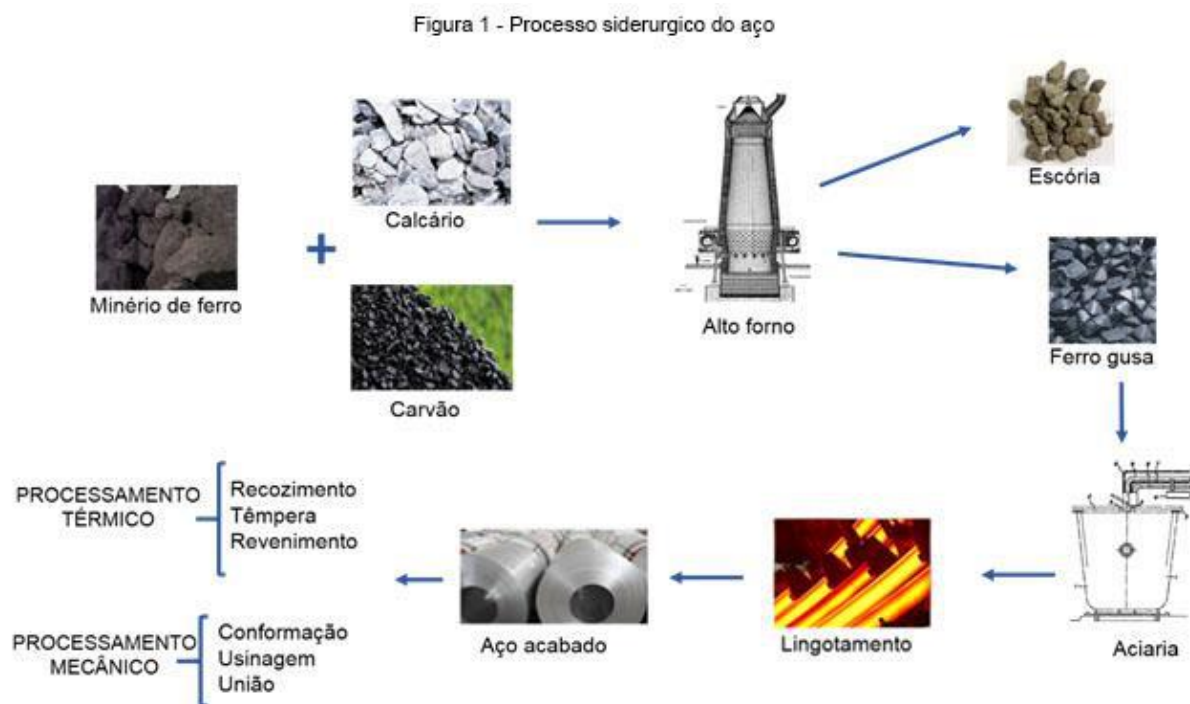 Figura 1 - Processo siderurgico do aço
Calcário
Escória
Minério de ferro
Carvão
Alto forno
Ferro gusa
PROCESSAMENTO
TÉRMICO
Recozimento
Têmpera
Revenimento
Aço acabado
Lingotamento
Aciaria
PROCESSAMENTO
MECÂNICO
Conformação
Usinagem
União